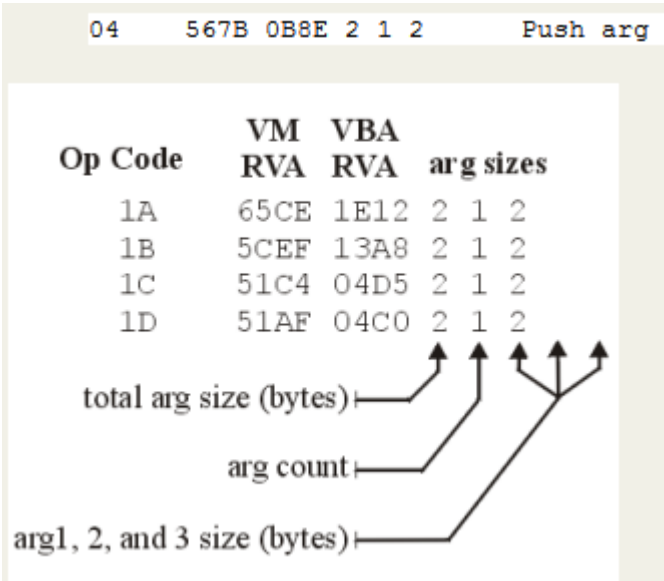 04 567B 0B8E 2 1 2 Push arg
VM VBA
Op Code RVA RVA arg sizes
1A 65CE 1E12 2 1 2
1B 5CEF 13A8 2 1 2
1C 51C4 04D5 2 1 2
1D 51AF 04C0 2 1 2
total arg size (bytes)
arg count
arg1, 2, and 3 size (bytes)